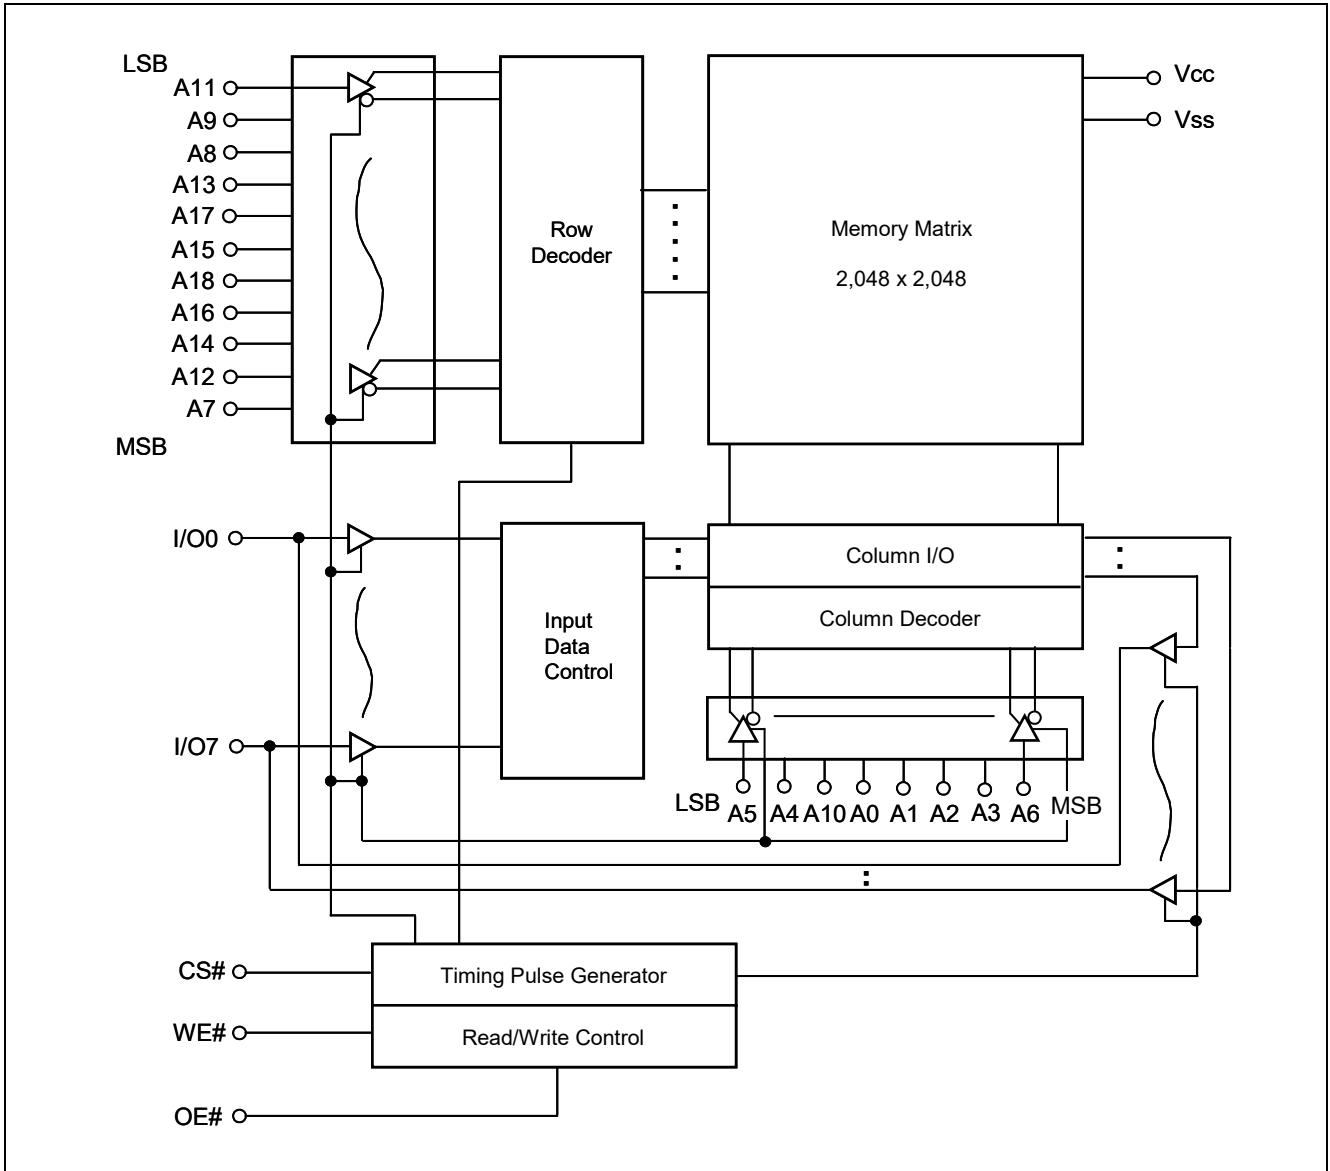 LSB
A11
A9
A8
A13
A17
A15
A18
A16
A14
A12
A7
MSB
Row
Decoder
Memory Matrix
2,048 x 2,048
Vcc
Vss
I/O0
I/O7
Input
Data
Control
Column I/O
Column Decoder
LSB A5 A4 A10 A0 A1 A2 A3 A6 MSB
CS#
WE#
OE#
Timing Pulse Generator
Read/Write Control